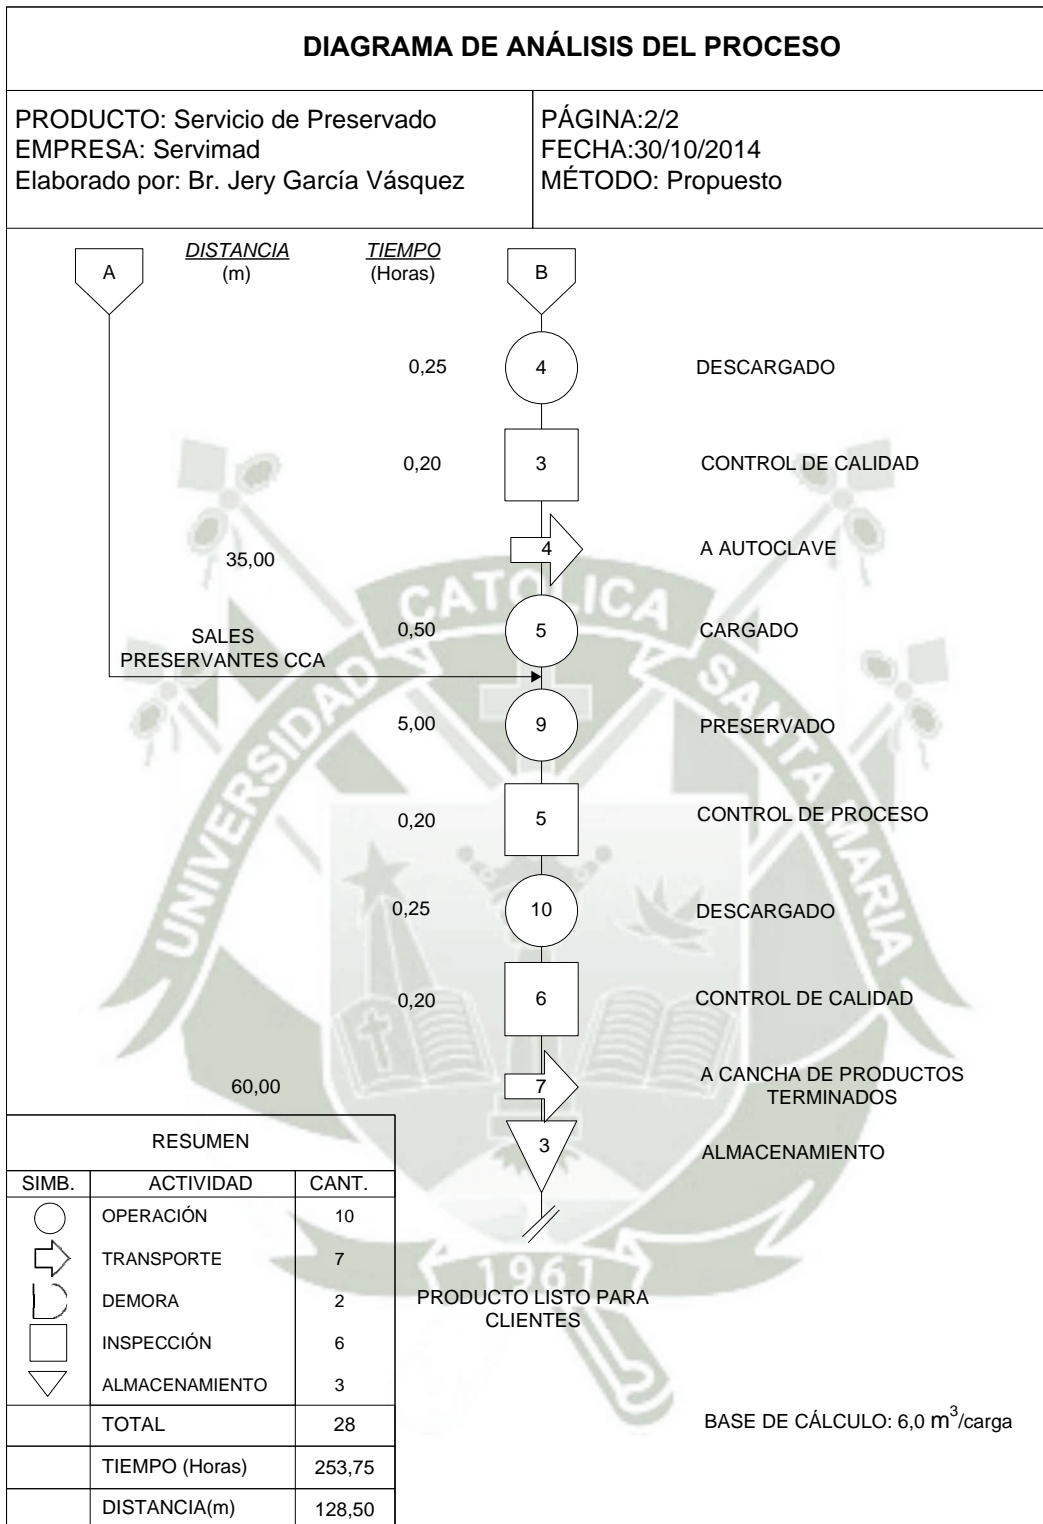 DIAGRAMA DE ANÁLISIS DEL PROCESO
PRODUCTO: Servicio de Preservado
EMPRESA: Servimad
Elaborado por: Br. Jery García Vásquez
PÁGINA:2/2
FECHA:30/10/2014
MÉTODO: Propuesto
A
DISTANCIA
(m)
TIEMPO
(Horas)
B
0,25 4 DESCARGADO
0,20 3 CONTROL DE CALIDAD
35,00 4 A AUTOCLAVE
0,50 5 CARGADO
SALES
PRESERVANTES CCA
5,00 9 PRESERVADO
0,20 5 CONTROL DE PROCESO
0,25 10 DESCARGADO
0,20 6 CONTROL DE CALIDAD
60,00 7 A CANCHA DE PRODUCTOS
TERMINADOS
3 ALMACENAMIENTO
PRODUCTO LISTO PARA
CLIENTES
RESUMEN
SIMB. ACTIVIDAD CANT.
OPERACIÓN 10
TRANSPORTE 7
DEMORA 2
INSPECCIÓN 6
ALMACENAMIENTO 3
TOTAL 28
TIEMPO (Horas) 253,75
DISTANCIA(m) 128,50
BASE DE CÁLCULO: 6,0 m³/carga
UNIVERSIDAD CATOLICA SANTA MARIA
1961